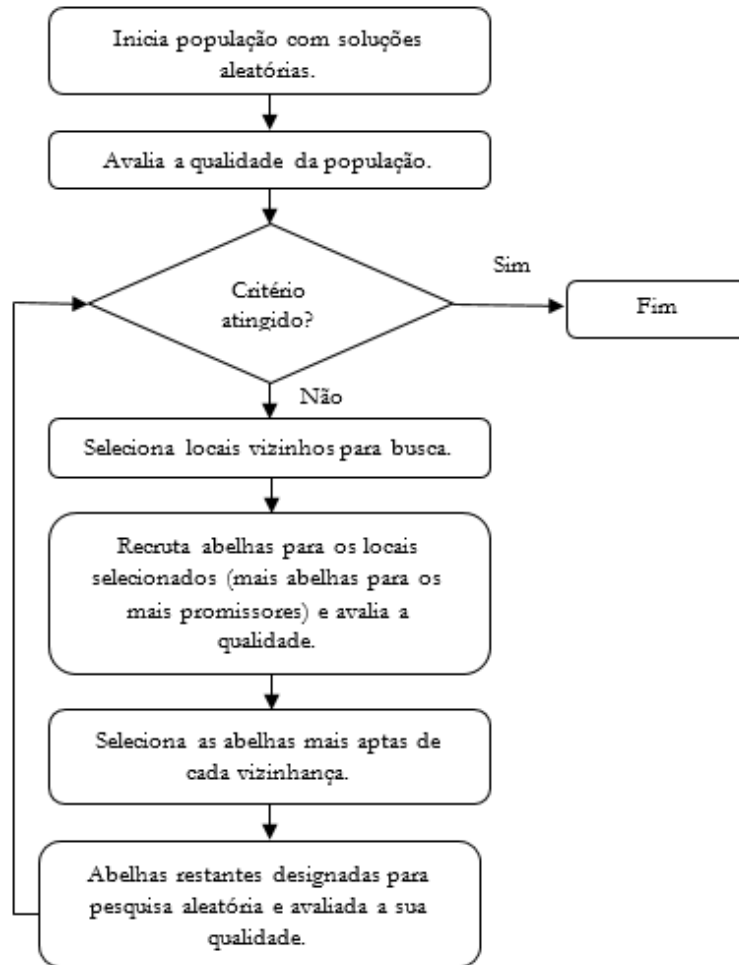 Inicia população com soluções
aleatórias.
Avalia a qualidade da população.
Critério
atingido?
Sim
Fim
Não
Seleciona locais vizinhos para busca.
Recruta abelhas para os locais
selecionados (mais abelhas para os
mais promissores) e avalia a
qualidade.
Seleciona as abelhas mais aptas de
cada vizinhança.
Abelhas restantes designadas para
pesquisa aleatória e avaliada a sua
qualidade.